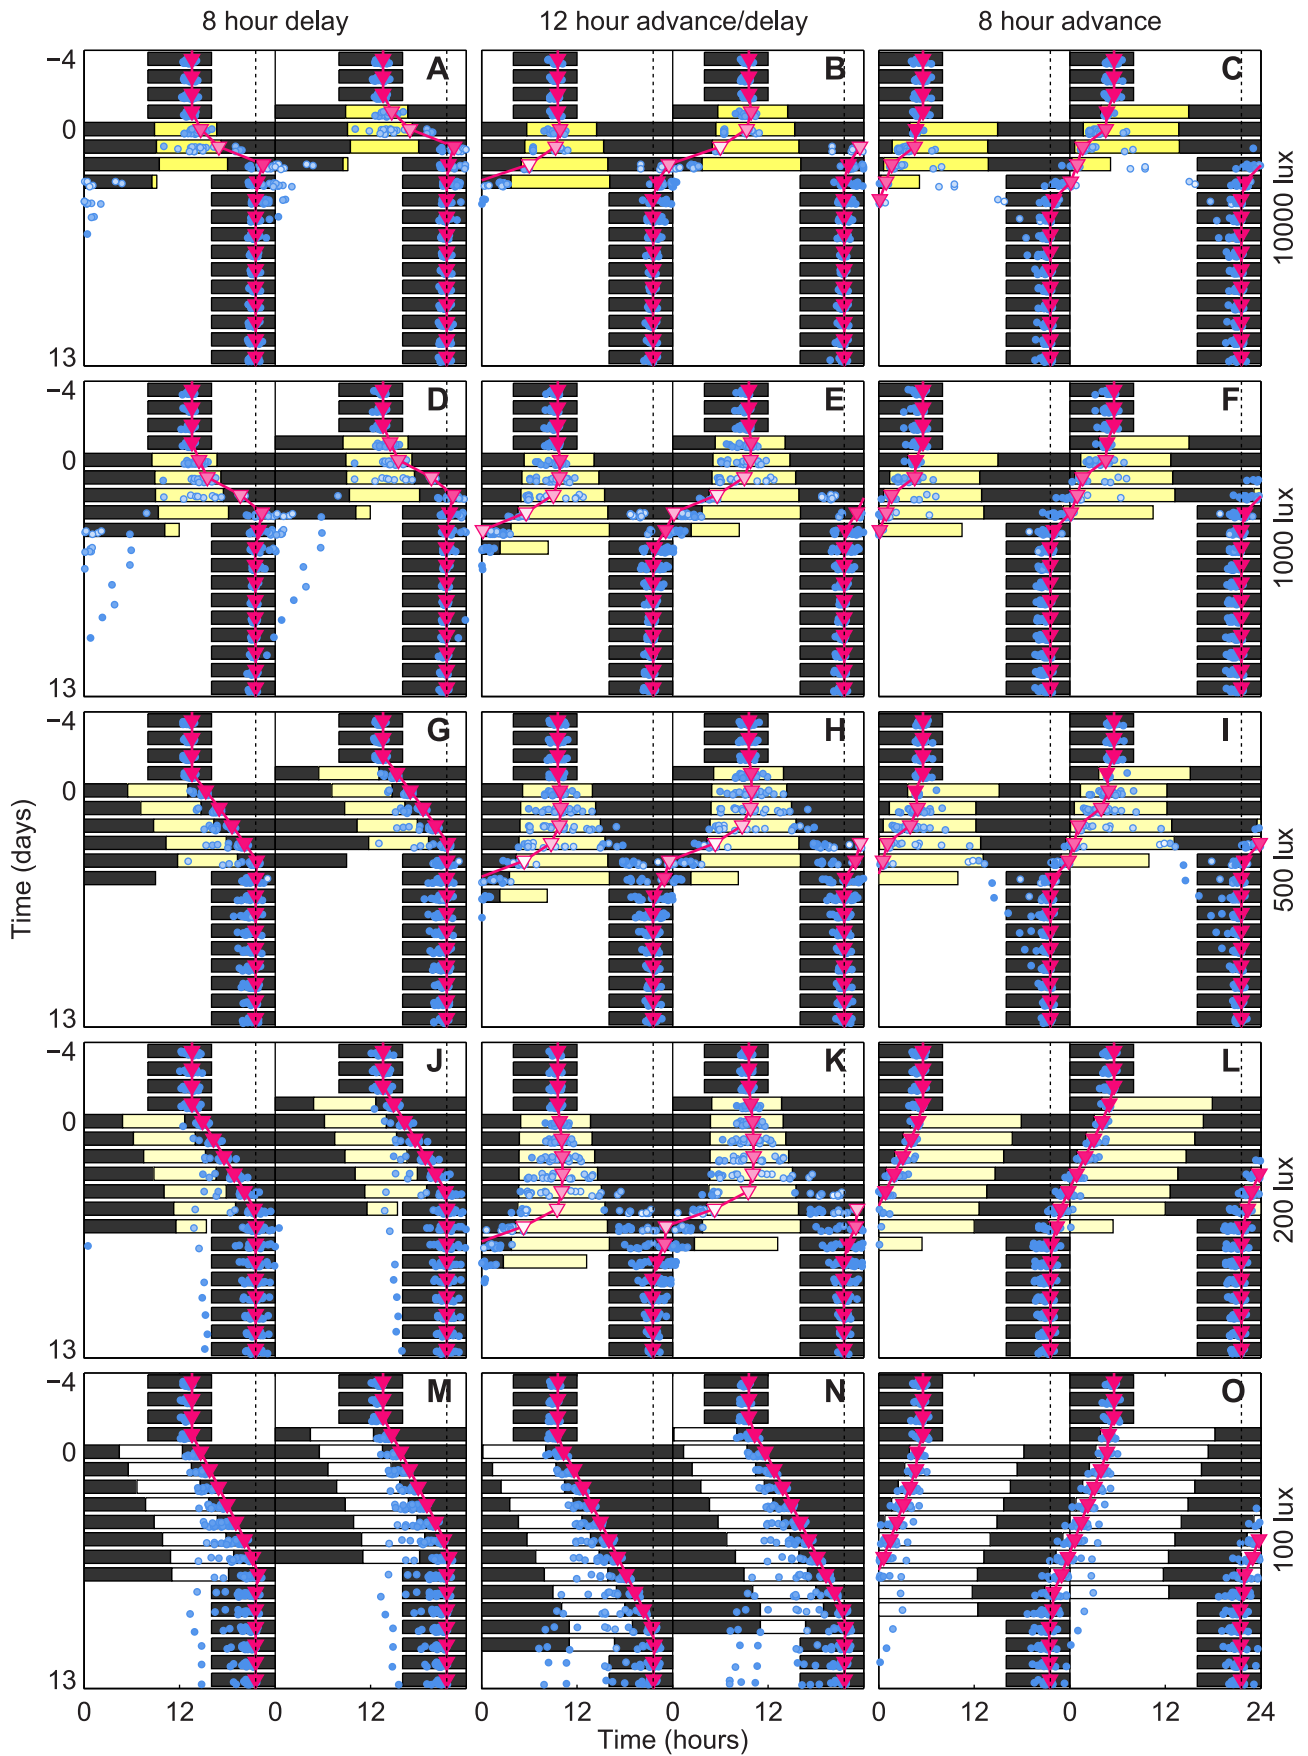 8 hour delay 12 hour advance/delay 8 hour advance
−4 A B C
0
13
10000 lux
−4 D E F
0
13
1000 lux
−4 G H I
0
13
500 lux
Time (days)
−4 J K L
0
13
200 lux
−4 M N O
0
13
100 lux
0 12 0 12 0 12 0 12 0 12 0 12 24
Time (hours)